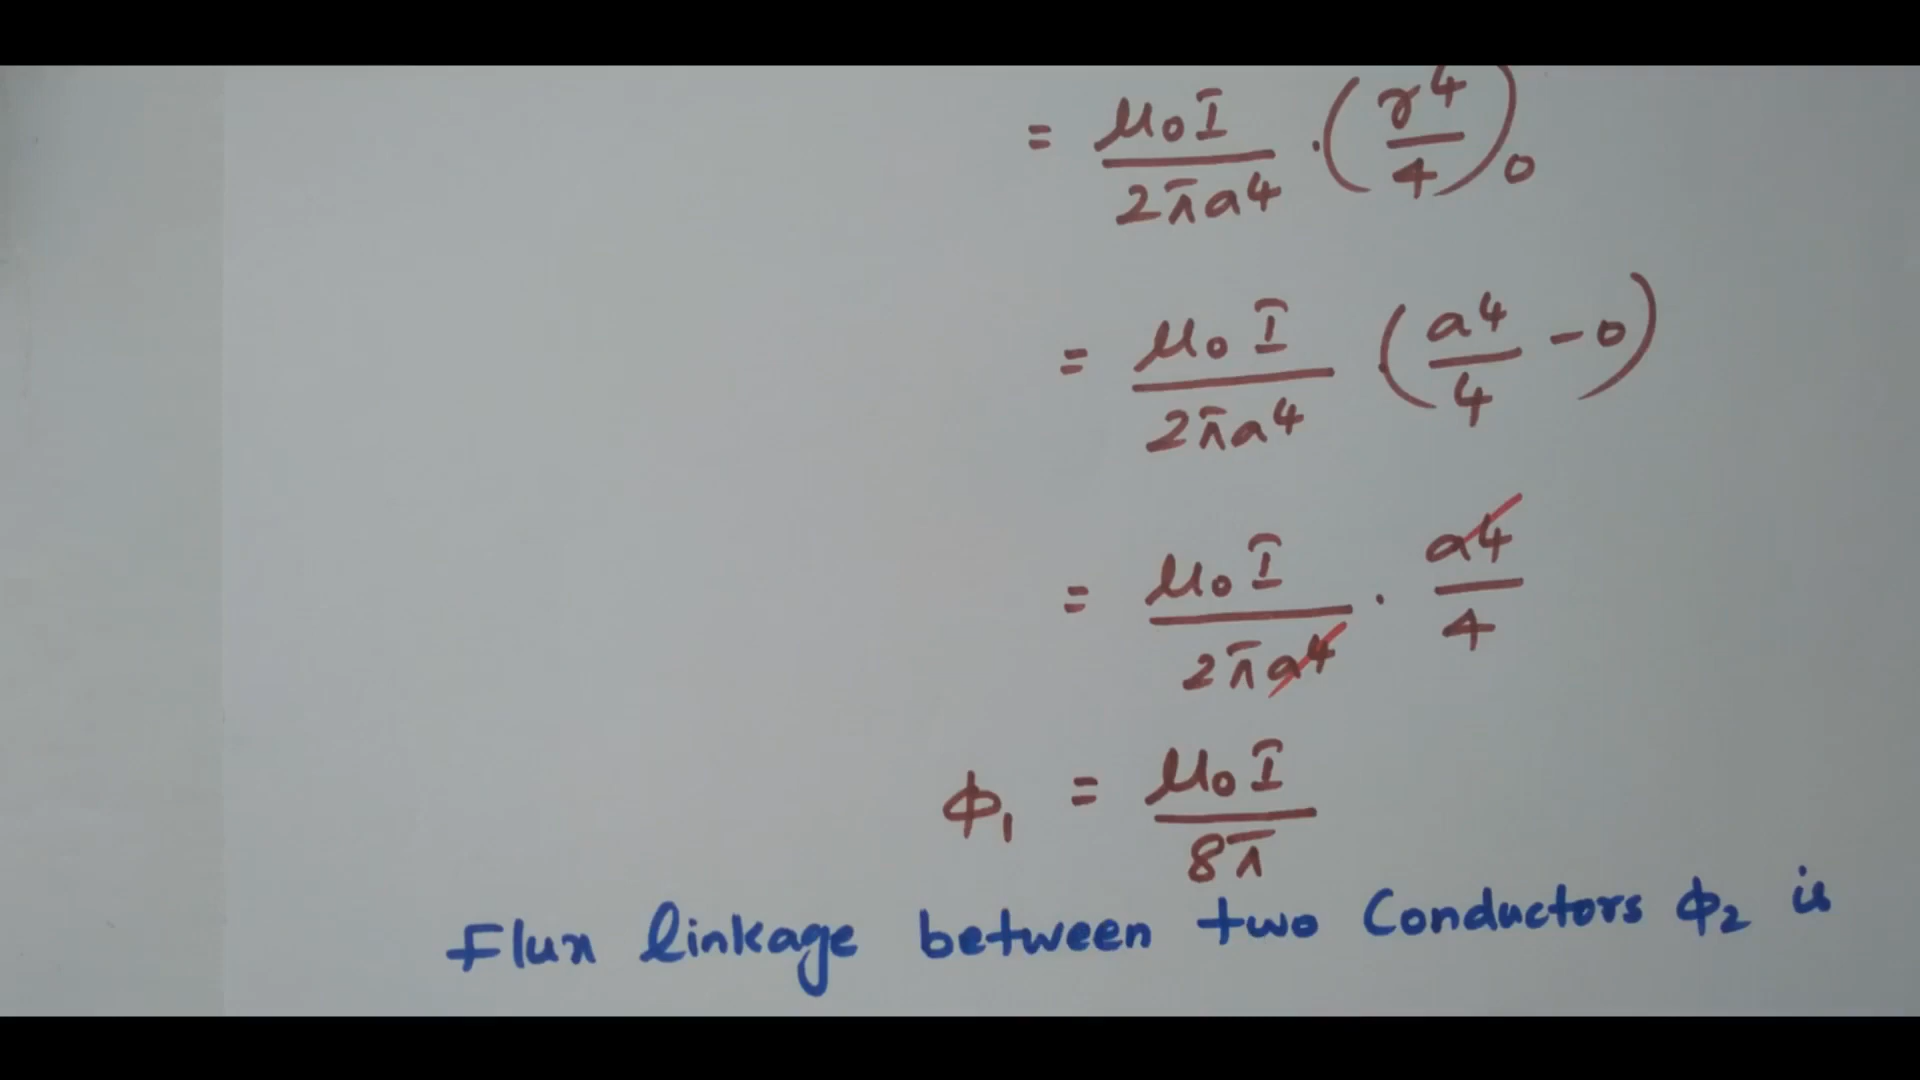 = μ₀I / 2πa⁴ · (r⁴/4)₀
= μ₀I / 2πa⁴ (a⁴/4 - 0)
= μ₀I / 2πa⁴ · a⁴/4
φ₁ = μ₀I / 8π
Flux linkage between two Conductors φ₂ is